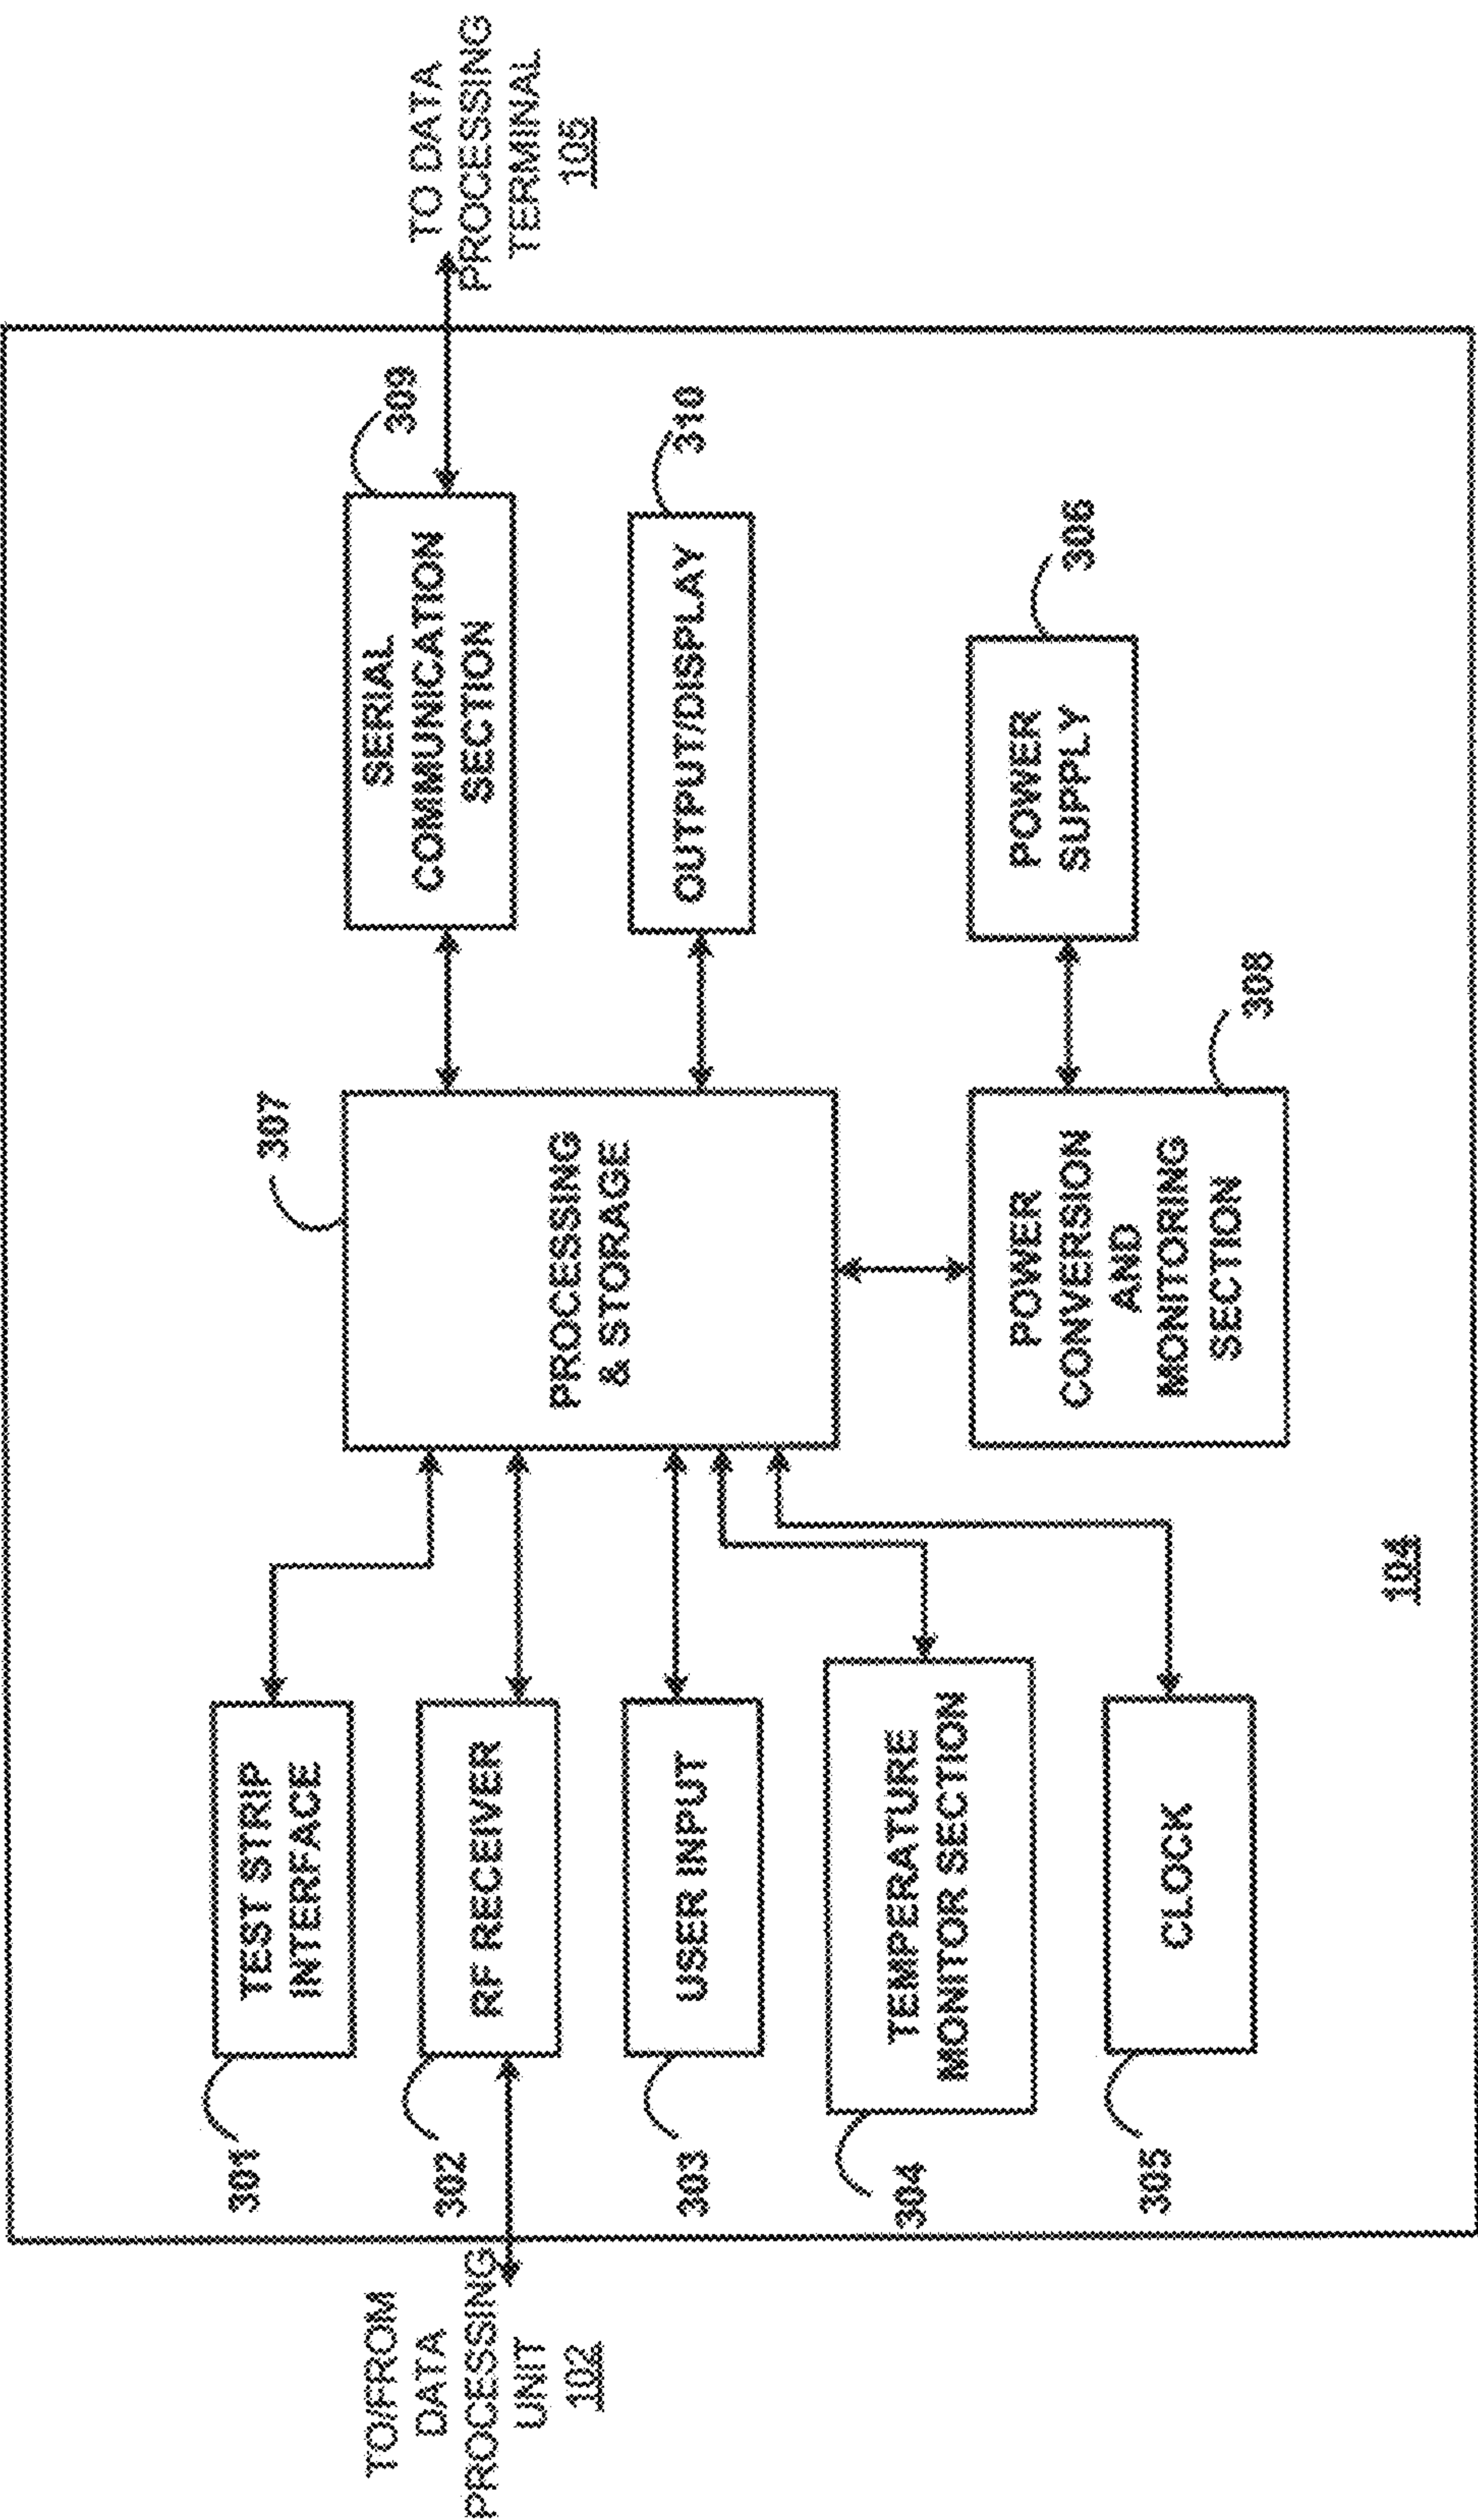 TO/FROM
DATA
PROCESSING
UNIT
102
301
TEST STRIP
INTERFACE
302
RF RECEIVER
303
USER INPUT
304
TEMPERATURE
MONITOR SECTION
305
CLOCK
307
PROCESSING
& STORAGE
POWER
CONVERSION
AND
MONITORING
SECTION
308
SERIAL
COMMUNICATION
SECTION
309
OUTPUT/DISPLAY
310
POWER
SUPPLY
306
104
TO DATA
PROCESSING
TERMINAL
105